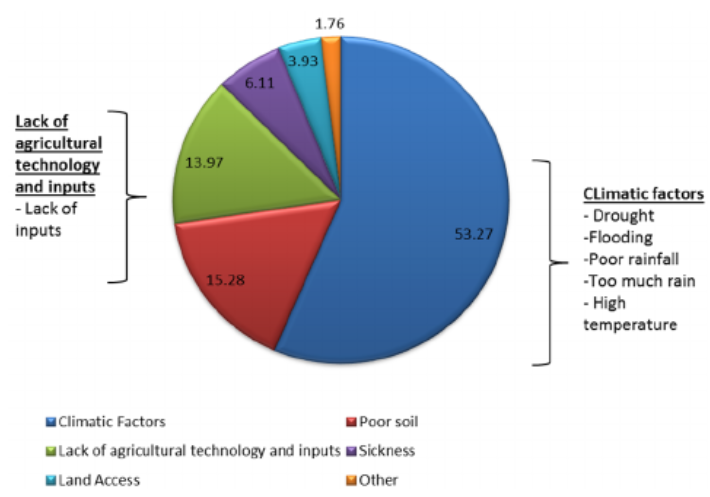 1.76
3.93
6.11
13.97
15.28
53.27
Lack of
agricultural
technology
and inputs
- Lack of
inputs
CLimatic factors
- Drought
-Flooding
-Poor rainfall
-Too much rain
- High
temperature
Climatic Factors
Poor soil
Lack of agricultural technology and inputs
Sickness
Land Access
Other